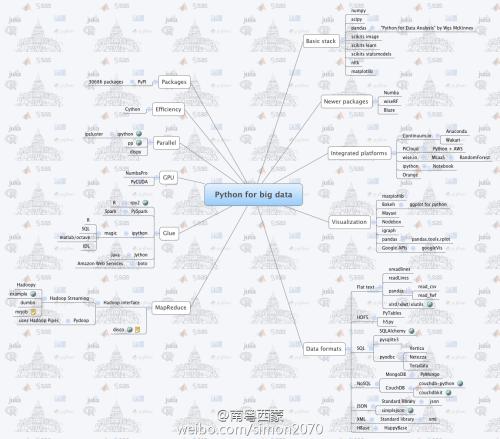 Python for big data
Basic stack
numpy
scipy
pandas "Python for Data Analysis" by Wes McKinney
scikits image
scikits learn
scikits statsmodels
nltk
matplotlib
Newer packages
Numba
wiseRF
Blaze
Integrated platforms
Continuum.io Anaconda
Wakari
PiCloud Python + AWS
wise.io MLaaS RandomForest
ipython Notebook
Orange
Visualization
matplotlib
Bokeh ggplot for python
Mayavi
Nodebox
igraph
pandas pandas.tools.rplot
Google APIs googleVis
Data formats
Flat text
xreadlines
readLines
pandas read_csv
read_fwf
xlrd/xlwt/xlutils
HDF5 PyTables
h5py
SQL
SQLAlchemy
pysqlite3
pyodbc Vertica
Netezza
TeraData
NoSQL
MongoDB PyMongo
CouchDB couchdb-python
couchdbkit
JSON
Standard library json
simplejson
XML Standard library xml
HBase HappyBase
Packages
PyPI
packages
Efficiency
Cython
Parallel
ipython
ipcluster
pp
disco
GPU
NumbaPro
PyCUDA
Glue
rpy2 R
PySpark Spark
ipython magic
R
SQL
matlab/octave
IDL
jython java
boto Amazon Web Services
MapReduce
Hadoop interface
Hadoop Streaming
Hadoopy
example
dumbo
mrjob
Pydoop uses Hadoop Pipes
disco
@南粤西蒙
weibo.com/simon2070